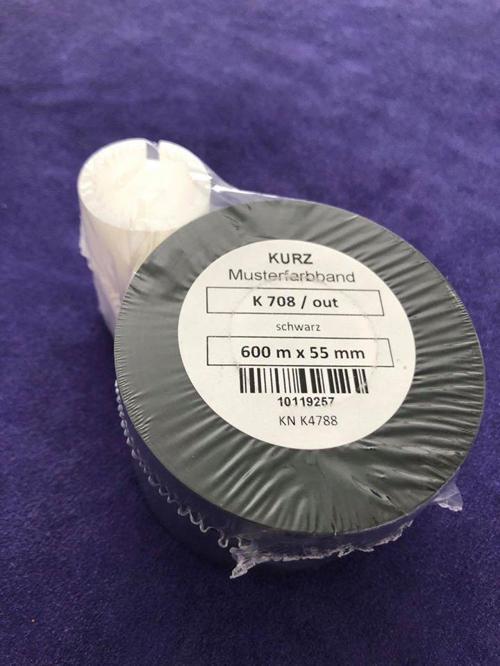 KURZ
Musterfarbband
K 708 / out
schwarz
600 m x 55 mm
10119257
KN K4788